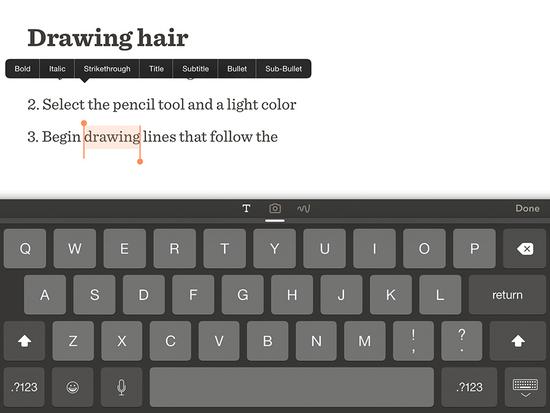 Drawing hair
Bold Italic Strikethrough Title Subtitle Bullet Sub-Bullet
2. Select the pencil tool and a light color
3. Begin drawing lines that follow the
T Done
Q W E R T Y U I O P
A S D F G H J K L return
Z X C V B N M ! , ? .
.?123 .?123